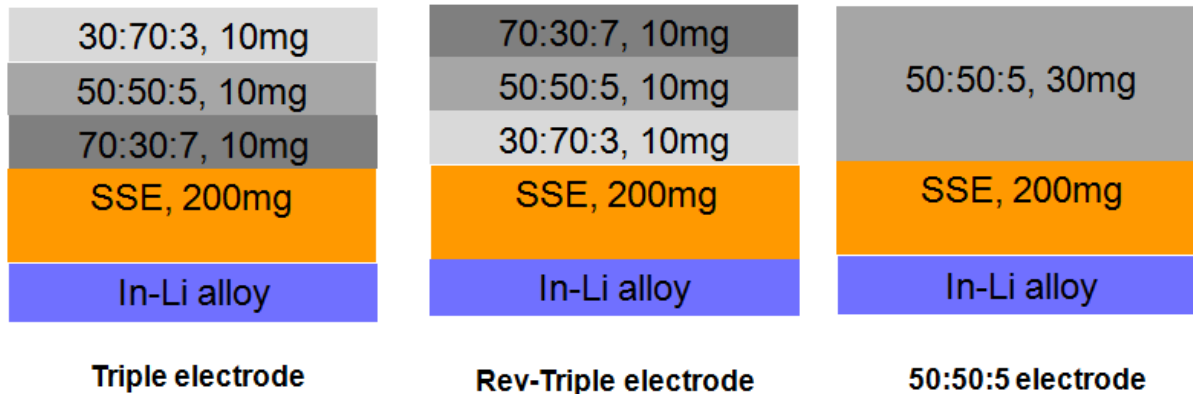 30:70:3, 10mg
50:50:5, 10mg
70:30:7, 10mg
SSE, 200mg
In-Li alloy
Triple electrode
70:30:7, 10mg
50:50:5, 10mg
30:70:3, 10mg
SSE, 200mg
In-Li alloy
Rev-Triple electrode
50:50:5, 30mg
SSE, 200mg
In-Li alloy
50:50:5 electrode